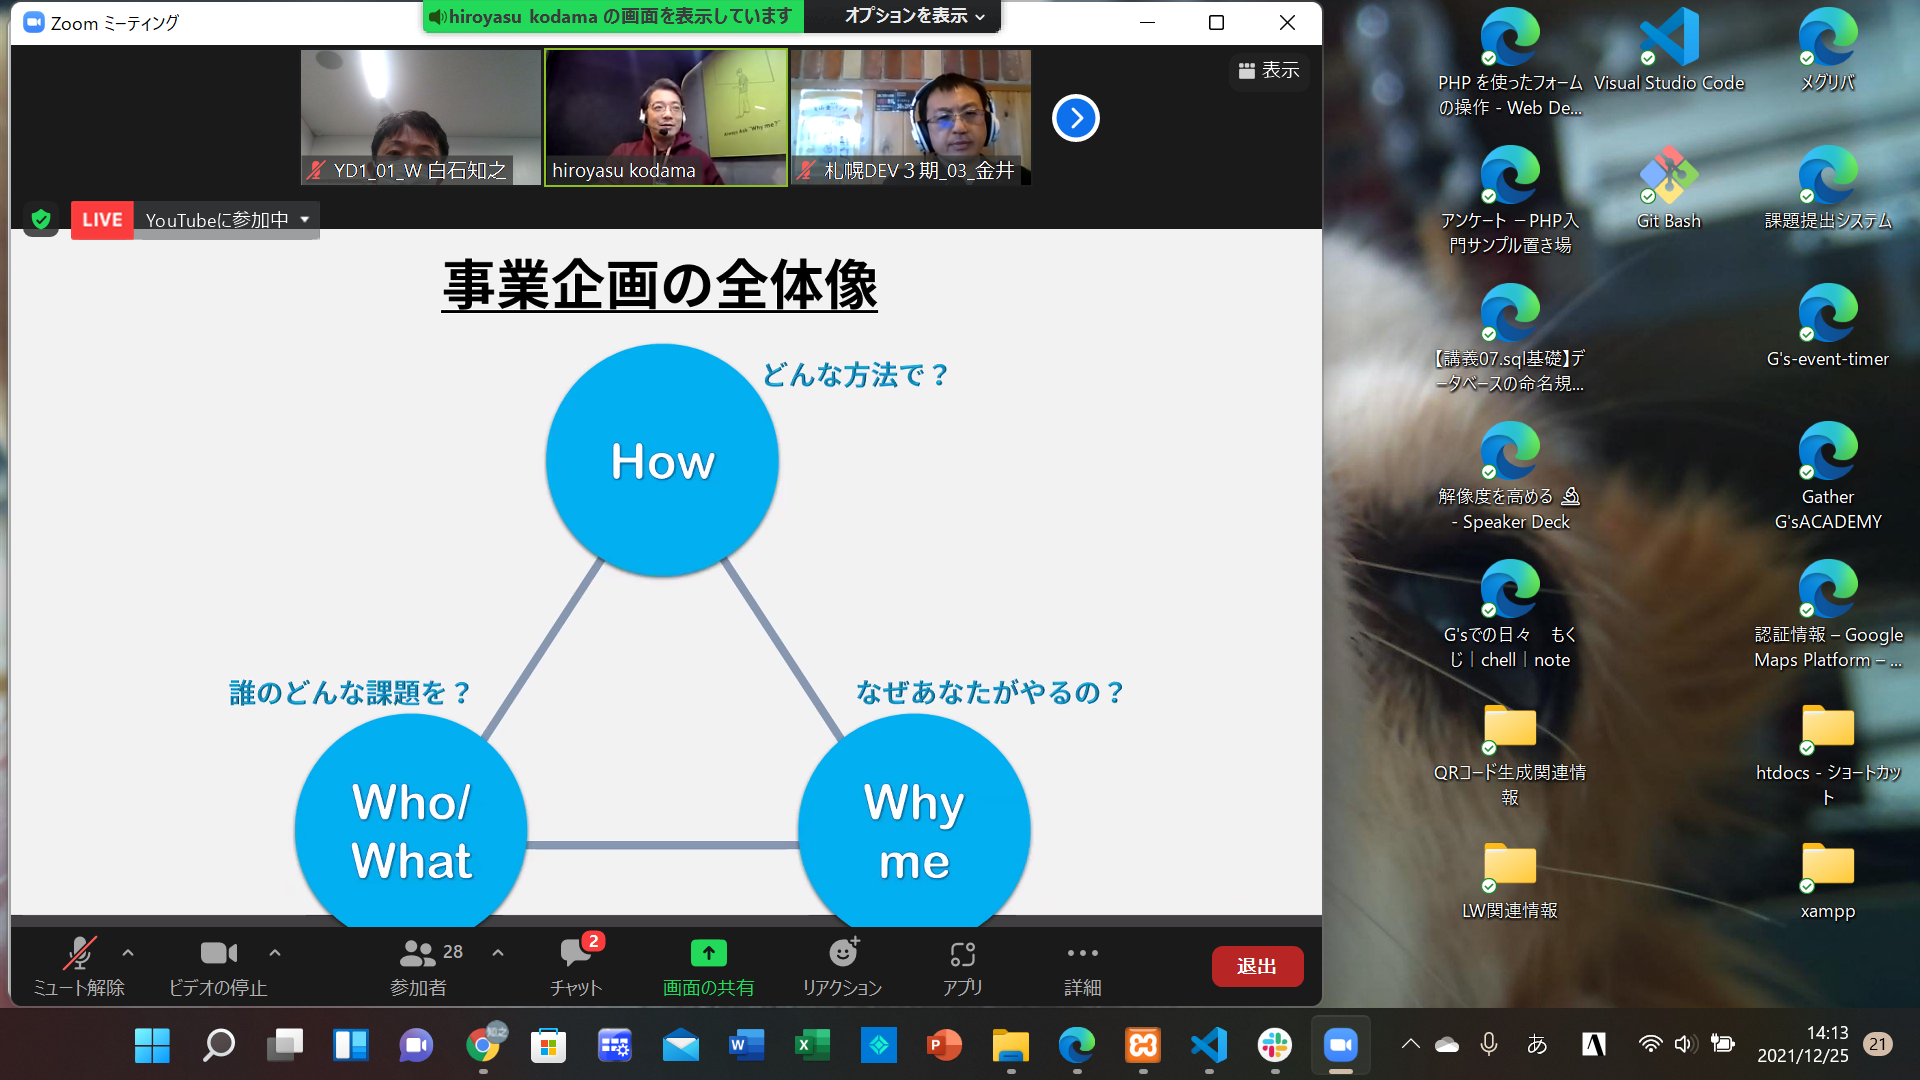 Zoom ミーティング
hiroyasu kodama の画面を表示しています
オプションを表示
表示
YD1_01_W 白石知之
hiroyasu kodama
Always Ask "Why me?"
札幌DEV３期_03_金井
LIVE
YouTubeに参加中
事業企画の全体像
どんな方法で？
How
誰のどんな課題を？
なぜあなたがやるの？
Who/
What
Why
me
ミュート解除
ビデオの停止
28
参加者
2
チャット
画面の共有
リアクション
アプリ
詳細
退出
PHP を使ったフォーム
の操作 - Web De...
Visual Studio Code
メグリバ
アンケート －PHP入
門サンプル置き場
Git Bash
課題提出システム
【講義07.sql基礎】デ
ータベースの命名規...
G's-event-timer
解像度を高める 🔬
- Speaker Deck
Gather
G'sACADEMY
G'sでの日々　もく
じ｜chell｜note
認証情報 – Google
Maps Platform – ...
QRコード生成関連情
報
htdocs - ショートカッ
ト
LW関連情報
xampp
あ
A
14:13
2021/12/25
21